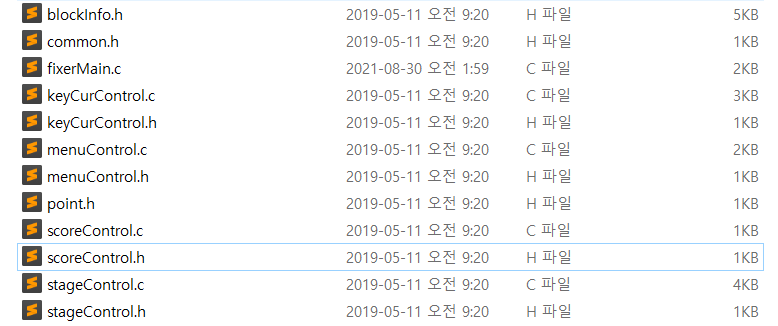 blockInfo.h 2019-05-11 오전 9:20 H 파일 5KB
common.h 2019-05-11 오전 9:20 H 파일 1KB
fixerMain.c 2021-08-30 오전 1:59 C 파일 2KB
keyCurControl.c 2019-05-11 오전 9:20 C 파일 3KB
keyCurControl.h 2019-05-11 오전 9:20 H 파일 1KB
menuControl.c 2019-05-11 오전 9:20 C 파일 2KB
menuControl.h 2019-05-11 오전 9:20 H 파일 1KB
point.h 2019-05-11 오전 9:20 H 파일 1KB
scoreControl.c 2019-05-11 오전 9:20 C 파일 1KB
scoreControl.h 2019-05-11 오전 9:20 H 파일 1KB
stageControl.c 2019-05-11 오전 9:20 C 파일 4KB
stageControl.h 2019-05-11 오전 9:20 H 파일 1KB